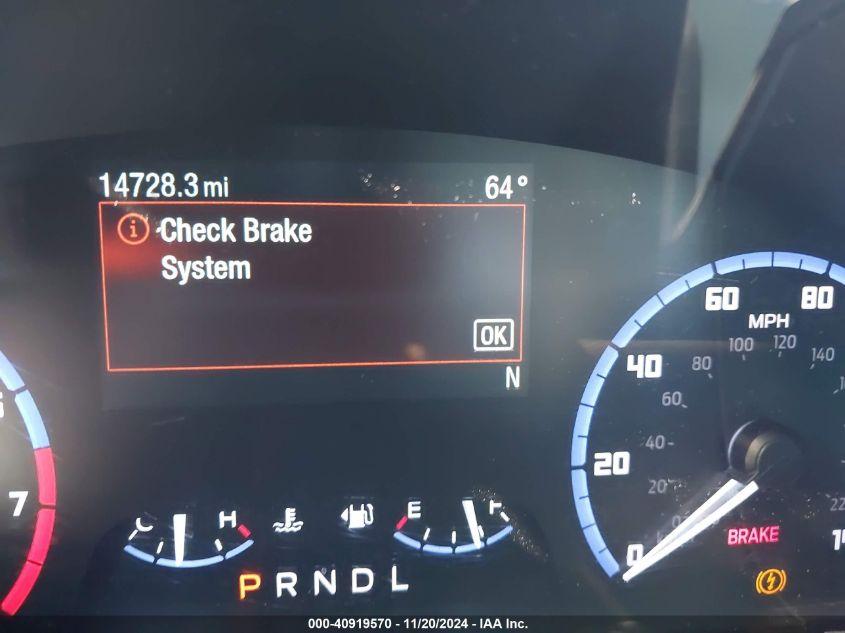 14728.3 mi 64°
Check Brake
System
OK
N
60 80
MPH
100 120
40 80 140
60
40
20
20
0
7
C H E F
BRAKE
0
P R N D L
000-40919570 - 11/20/2024 - IAA Inc.